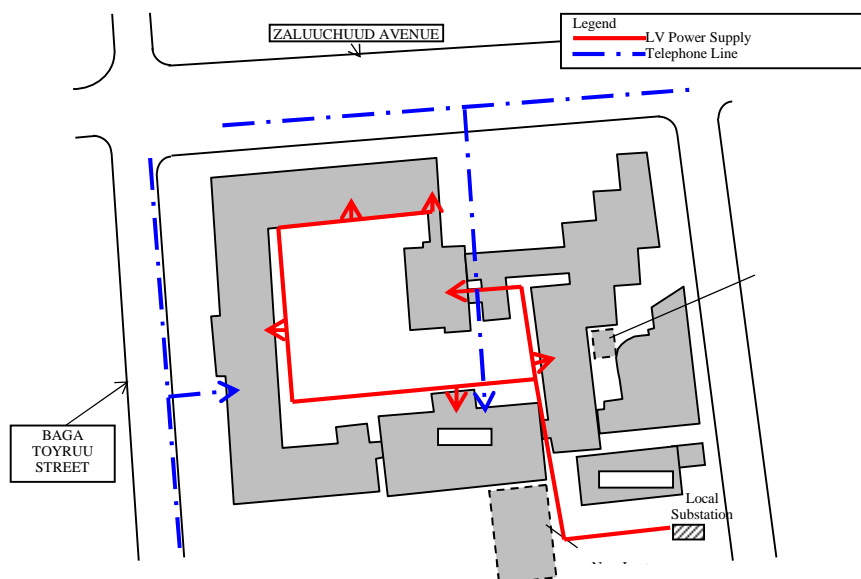 ZALUUCHUUD AVENUE
Legend
LV Power Supply
Telephone Line
BAGA
TOYRUU
STREET
Local
Substation